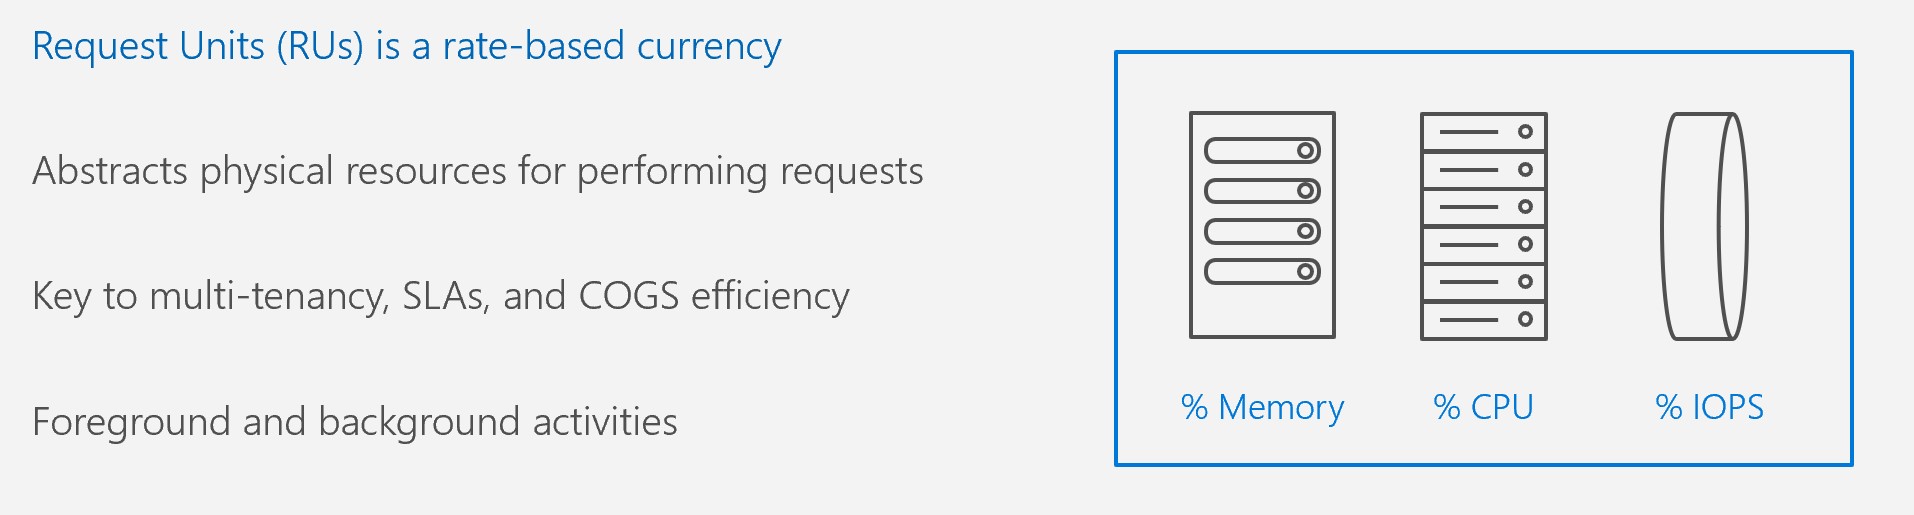 Request Units (RUs) is a rate-based currency
Abstracts physical resources for performing requests
Key to multi-tenancy, SLAs, and COGS efficiency
Foreground and background activities
% Memory
% CPU
% IOPS